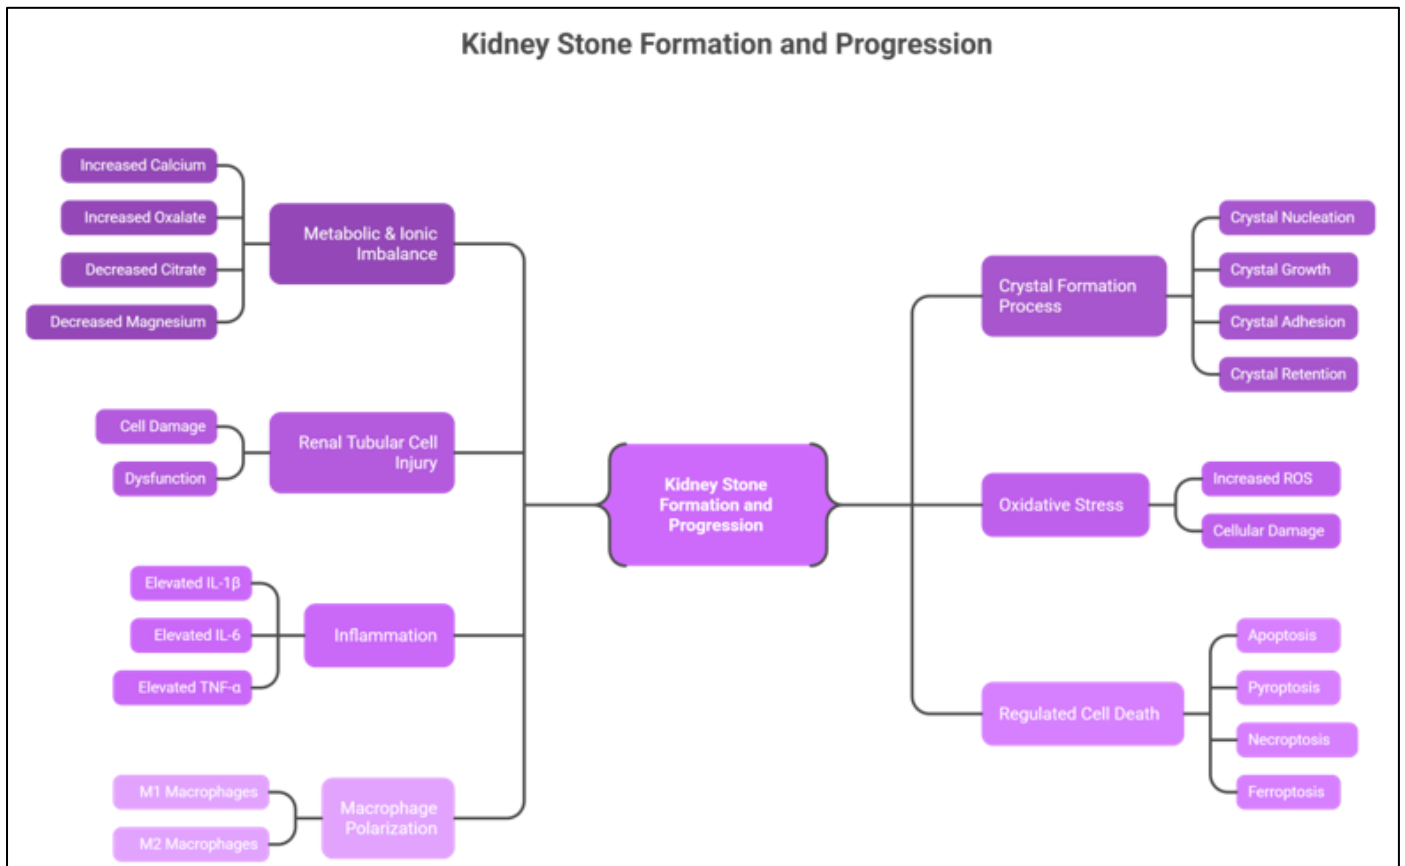 Kidney Stone Formation and Progression
Increased Calcium
Increased Oxalate
Decreased Citrate
Decreased Magnesium
Metabolic & Ionic
Imbalance
Cell Damage
Dysfunction
Renal Tubular Cell
Injury
Elevated IL-1β
Elevated IL-6
Elevated TNF-α
Inflammation
M1 Macrophages
M2 Macrophages
Macrophage
Polarization
Kidney Stone
Formation and
Progression
Crystal Formation
Process
Crystal Nucleation
Crystal Growth
Crystal Adhesion
Crystal Retention
Oxidative Stress
Increased ROS
Cellular Damage
Regulated Cell Death
Apoptosis
Pyroptosis
Necroptosis
Ferroptosis